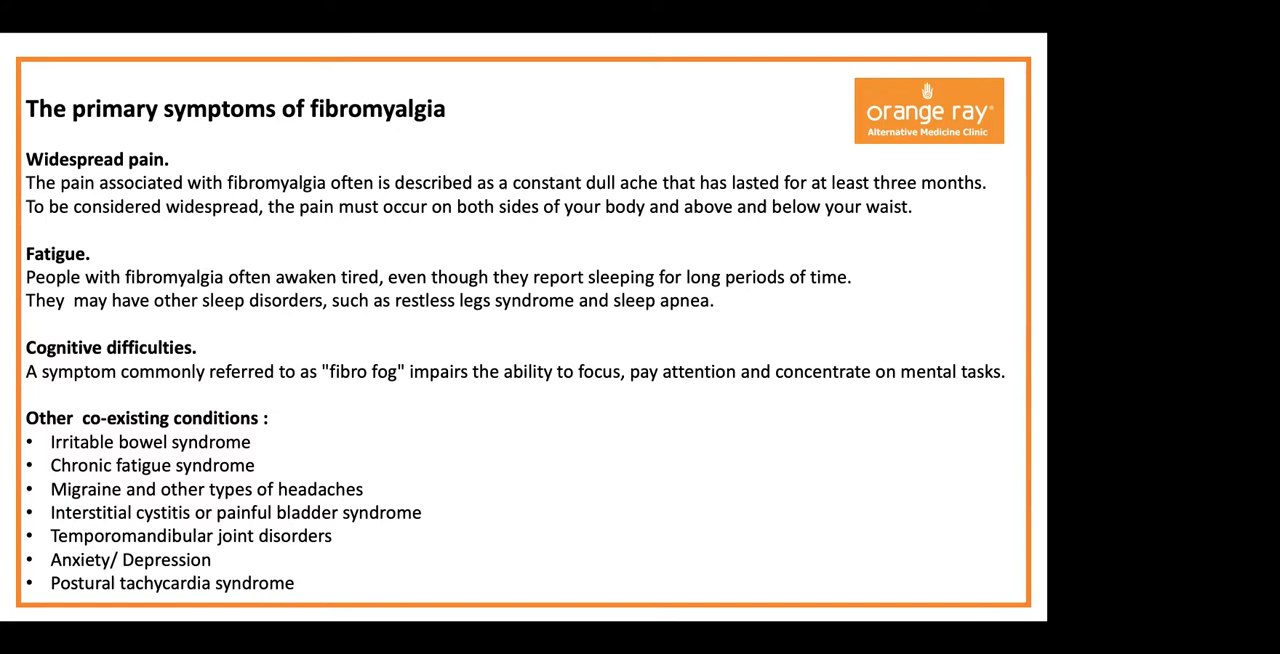 The primary symptoms of fibromyalgia
orange ray®
Alternative Medicine Clinic
Widespread pain.
The pain associated with fibromyalgia often is described as a constant dull ache that has lasted for at least three months.
To be considered widespread, the pain must occur on both sides of your body and above and below your waist.
Fatigue.
People with fibromyalgia often awaken tired, even though they report sleeping for long periods of time.
They  may have other sleep disorders, such as restless legs syndrome and sleep apnea.
Cognitive difficulties.
A symptom commonly referred to as "fibro fog" impairs the ability to focus, pay attention and concentrate on mental tasks.
Other  co-existing conditions :
• Irritable bowel syndrome
• Chronic fatigue syndrome
• Migraine and other types of headaches
• Interstitial cystitis or painful bladder syndrome
• Temporomandibular joint disorders
• Anxiety/ Depression
• Postural tachycardia syndrome